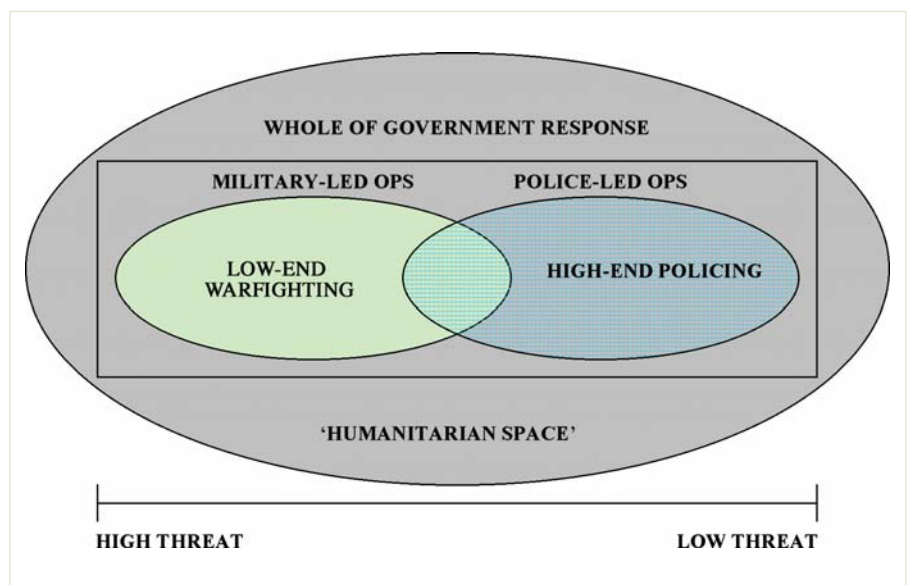 WHOLE OF GOVERNMENT RESPONSE
MILITARY-LED OPS
POLICE-LED OPS
LOW-END
WARFIGHTING
HIGH-END POLICING
‘HUMANITARIAN SPACE’
HIGH THREAT
LOW THREAT